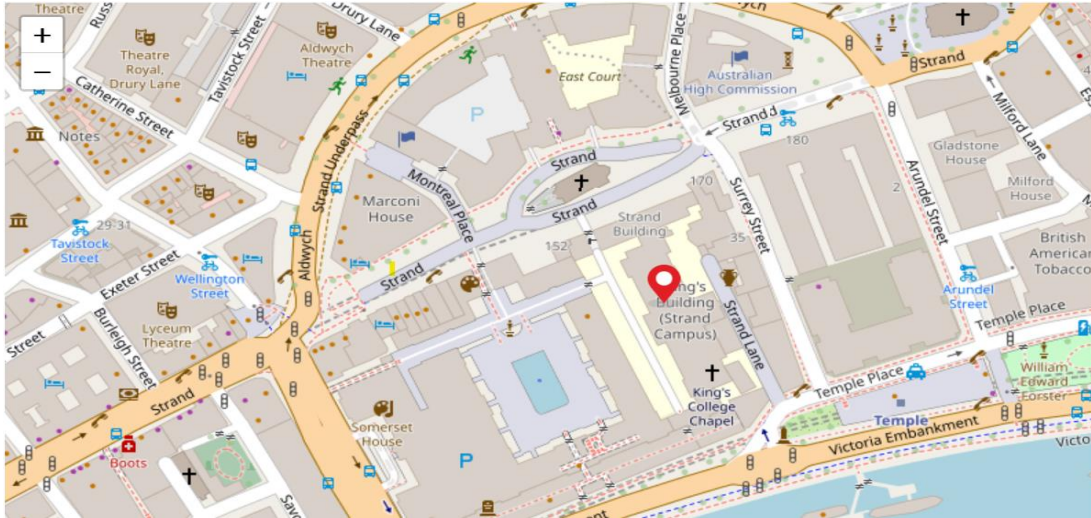 +
−
Russ
Drury Lane
Tavistock Street
Theatre
Royal,
Drury Lane
Aldwych
Theatre
Aldwych
Catherine Street
Notes
Strand Underpass
P
East Court
Melbourne Place
Australian
High Commission
Strand
Strand
Milford Lane
180
Gladstone
House
Milford
House
Arundel Street
2
Strand
Montreal Place
Marconi
House
Strand
170
Surrey Street
Strand
Building
152
35
29-31
Tavistock
Street
Exeter Street
Wellington
Street
Aldwych
Strand
King's
Building
(Strand
Campus)
Strand Lane
Arundel
Street
British
American
Tobacco
Temple Place
Street
Burleigh Street
Lyceum
Theatre
Strand
Boots
Somerset
House
P
King's
College
Chapel
Temple Place
Temple
William
Edward
Forster
Victoria Embankment
Savo
ent